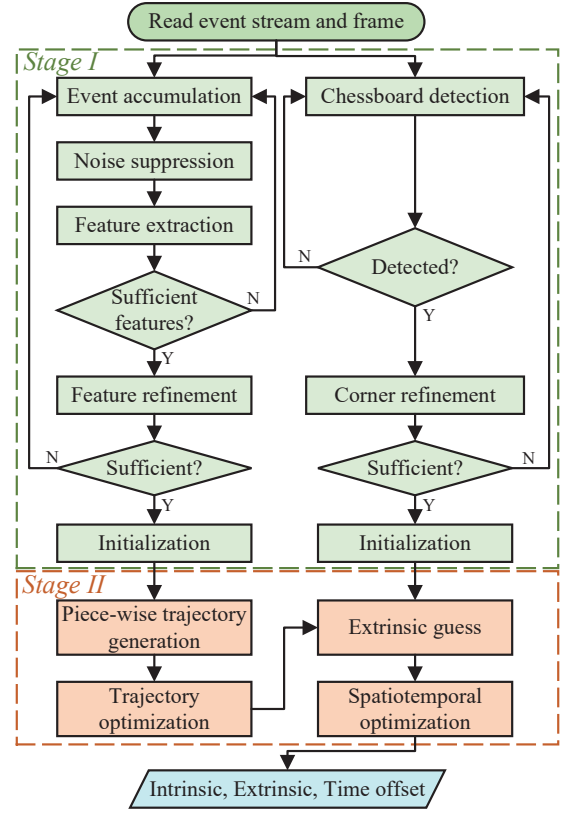 Read event stream and frame
Stage I
Event accumulation
Noise suppression
Feature extraction
Sufficient
features?
N
Y
Feature refinement
Sufficient?
N
Y
Initialization
Chessboard detection
Detected?
N
Y
Corner refinement
Sufficient?
N
Y
Initialization
Stage II
Piece-wise trajectory
generation
Trajectory
optimization
Extrinsic guess
Spatiotemporal
optimization
Intrinsic, Extrinsic, Time offset